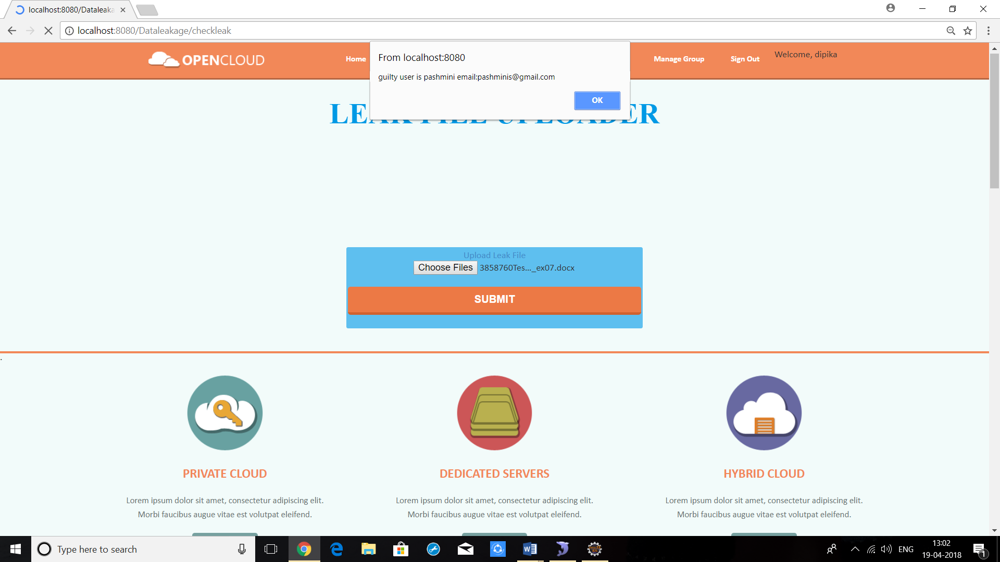 localhost:8080/Dataleaka
localhost:8080/Dataleakage/checkleak
OPENCLOUD
Home
Manage Group
Sign Out
Welcome, dipika
From localhost:8080
guilty user is pashmini email:pashminis@gmail.com
OK
LEAK FILE UPLOADER
Upload Leak File
Choose Files 3858760Tes..._ex07.docx
SUBMIT
.
PRIVATE CLOUD
Lorem ipsum dolor sit amet, consectetur adipiscing elit.
Morbi faucibus augue vitae est volutpat eleifend.
DEDICATED SERVERS
Lorem ipsum dolor sit amet, consectetur adipiscing elit.
Morbi faucibus augue vitae est volutpat eleifend.
HYBRID CLOUD
Lorem ipsum dolor sit amet, consectetur adipiscing elit.
Morbi faucibus augue vitae est volutpat eleifend.
Type here to search
ENG
13:02
19-04-2018
1